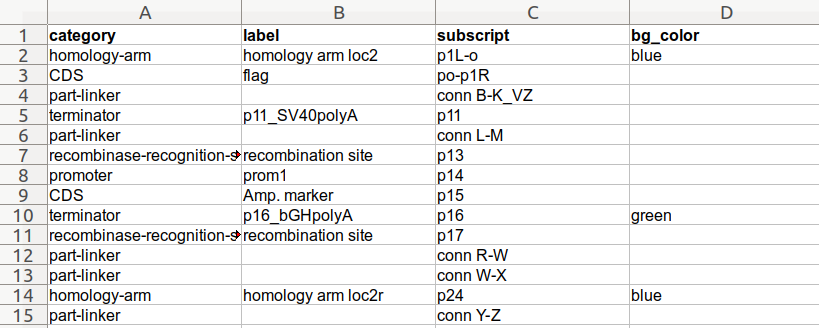 A B C D
1 category label subscript bg_color
2 homology-arm homology arm loc2 p1L-o blue
3 CDS flag po-p1R
4 part-linker conn B-K_VZ
5 terminator p11_SV40polyA p11
6 part-linker conn L-M
7 recombinase-recognition-s recombination site p13
8 promoter prom1 p14
9 CDS Amp. marker p15
10 terminator p16_bGHpolyA p16 green
11 recombinase-recognition-s recombination site p17
12 part-linker conn R-W
13 part-linker conn W-X
14 homology-arm homology arm loc2r p24 blue
15 part-linker conn Y-Z